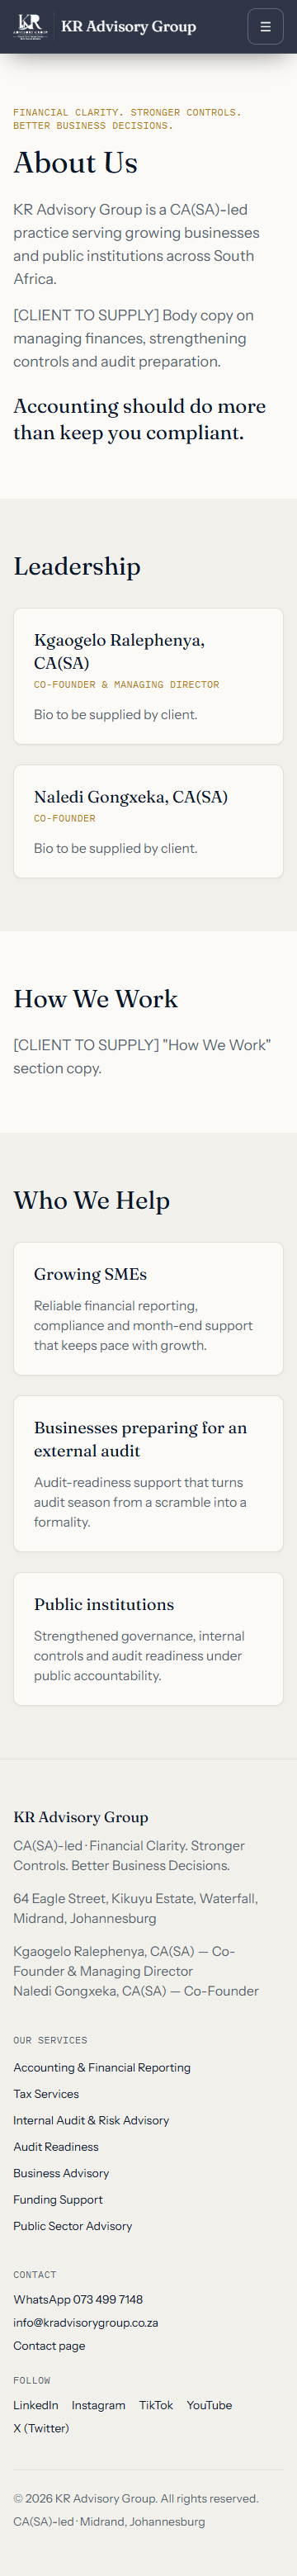 KR
KR Advisory Group
☰
FINANCIAL CLARITY. STRONGER CONTROLS.
BETTER BUSINESS DECISIONS.
About Us
KR Advisory Group is a CA(SA)-led
practice serving growing businesses
and public institutions across South
Africa.
[CLIENT TO SUPPLY] Body copy on
managing finances, strengthening
controls and audit preparation.
Accounting should do more
than keep you compliant.
Leadership
Kgaogelo Ralephenya,
CA(SA)
CO-FOUNDER & MANAGING DIRECTOR
Bio to be supplied by client.
Naledi Gongxeka, CA(SA)
CO-FOUNDER
Bio to be supplied by client.
How We Work
[CLIENT TO SUPPLY] "How We Work"
section copy.
Who We Help
Growing SMEs
Reliable financial reporting,
compliance and month-end support
that keeps pace with growth.
Businesses preparing for an
external audit
Audit-readiness support that turns
audit season from a scramble into a
formality.
Public institutions
Strengthened governance, internal
controls and audit readiness under
public accountability.
KR Advisory Group
CA(SA)-led · Financial Clarity. Stronger
Controls. Better Business Decisions.
64 Eagle Street, Kikuyu Estate, Waterfall,
Midrand, Johannesburg
Kgaogelo Ralephenya, CA(SA) — Co-
Founder & Managing Director
Naledi Gongxeka, CA(SA) — Co-Founder
OUR SERVICES
Accounting & Financial Reporting
Tax Services
Internal Audit & Risk Advisory
Audit Readiness
Business Advisory
Funding Support
Public Sector Advisory
CONTACT
WhatsApp 073 499 7148
info@kradvisorygroup.co.za
Contact page
FOLLOW
LinkedIn Instagram TikTok YouTube
X (Twitter)
© 2026 KR Advisory Group. All rights reserved.
CA(SA)-led · Midrand, Johannesburg